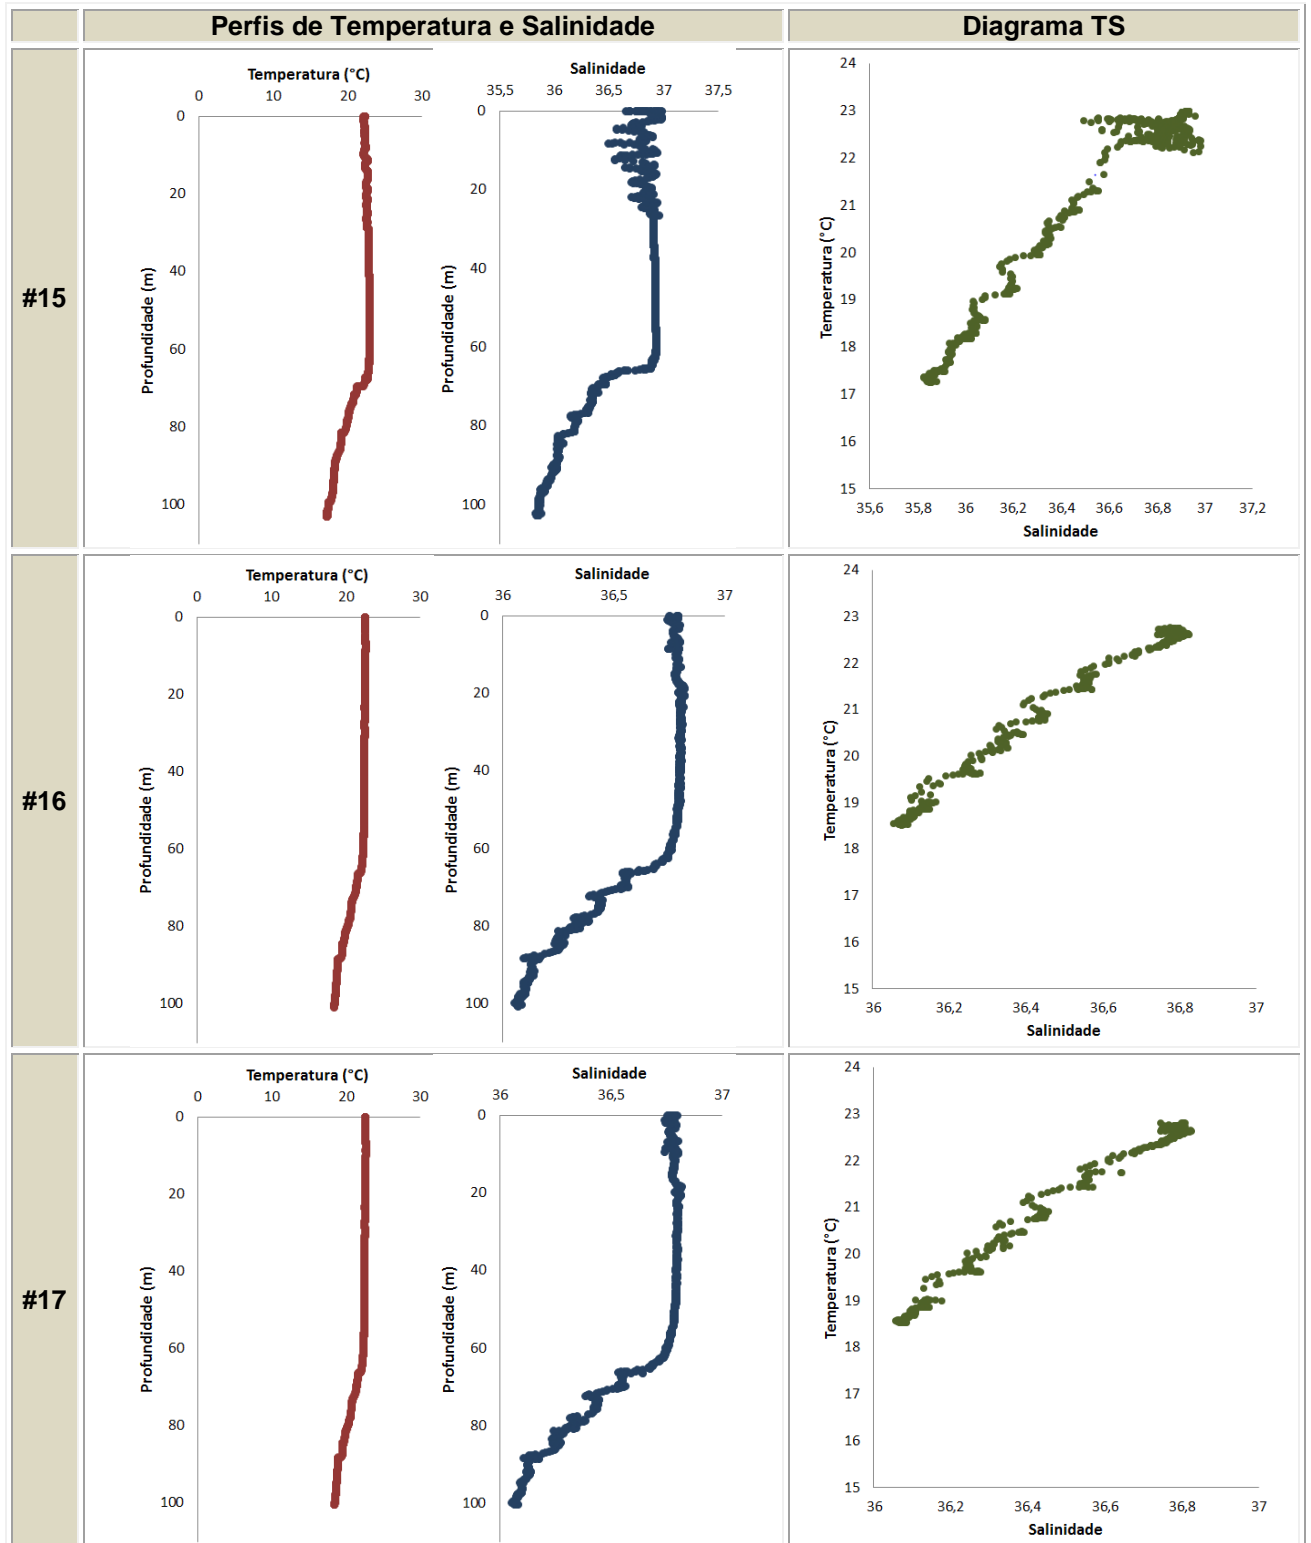 Perfis de Temperatura e Salinidade
Diagrama TS
#15
Temperatura (°C)
0 10 20 30
0
20
40
60
80
100
Profundidade (m)
Salinidade
35,5 36 36,5 37 37,5
0
20
40
60
80
100
Profundidade (m)
24
23
22
21
20
19
18
17
16
15
Temperatura (°C)
35,6 35,8 36 36,2 36,4 36,6 36,8 37 37,2
Salinidade
#16
Temperatura (°C)
0 10 20 30
0
20
40
60
80
100
Profundidade (m)
Salinidade
36 36,5 37
0
20
40
60
80
100
Profundidade (m)
24
23
22
21
20
19
18
17
16
15
Temperatura (°C)
36 36,2 36,4 36,6 36,8 37
Salinidade
#17
Temperatura (°C)
0 10 20 30
0
20
40
60
80
100
Profundidade (m)
Salinidade
36 36,5 37
0
20
40
60
80
100
Profundidade (m)
24
23
22
21
20
19
18
17
16
15
Temperatura (°C)
36 36,2 36,4 36,6 36,8 37
Salinidade